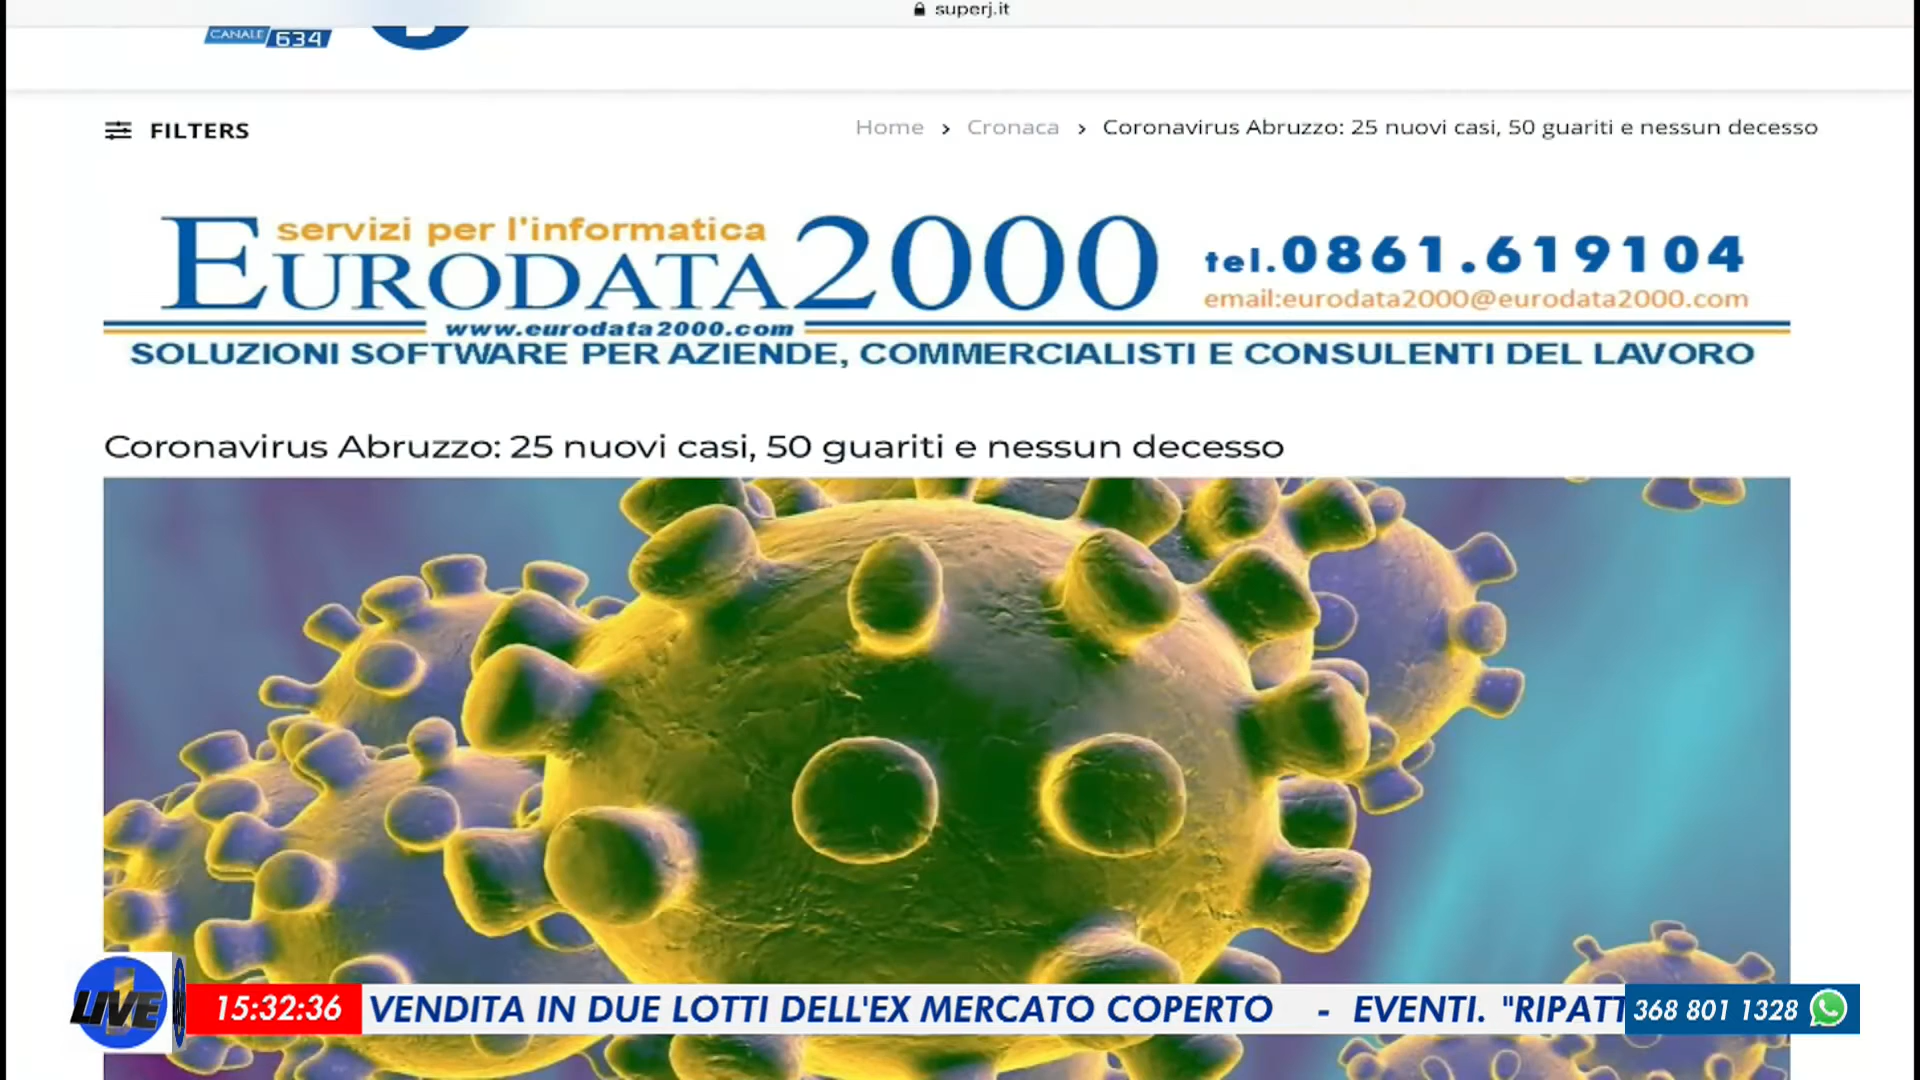 superj.it
CANALE 634
FILTERS
Home > Cronaca > Coronavirus Abruzzo: 25 nuovi casi, 50 guariti e nessun decesso
servizi per l'informatica
EURODATA2000
tel.0861.619104
email:eurodata2000@eurodata2000.com
www.eurodata2000.com
SOLUZIONI SOFTWARE PER AZIENDE, COMMERCIALISTI E CONSULENTI DEL LAVORO
Coronavirus Abruzzo: 25 nuovi casi, 50 guariti e nessun decesso
LIVE
15:32:36 VENDITA IN DUE LOTTI DELL'EX MERCATO COPERTO - EVENTI. "RIPATT 368 801 1328